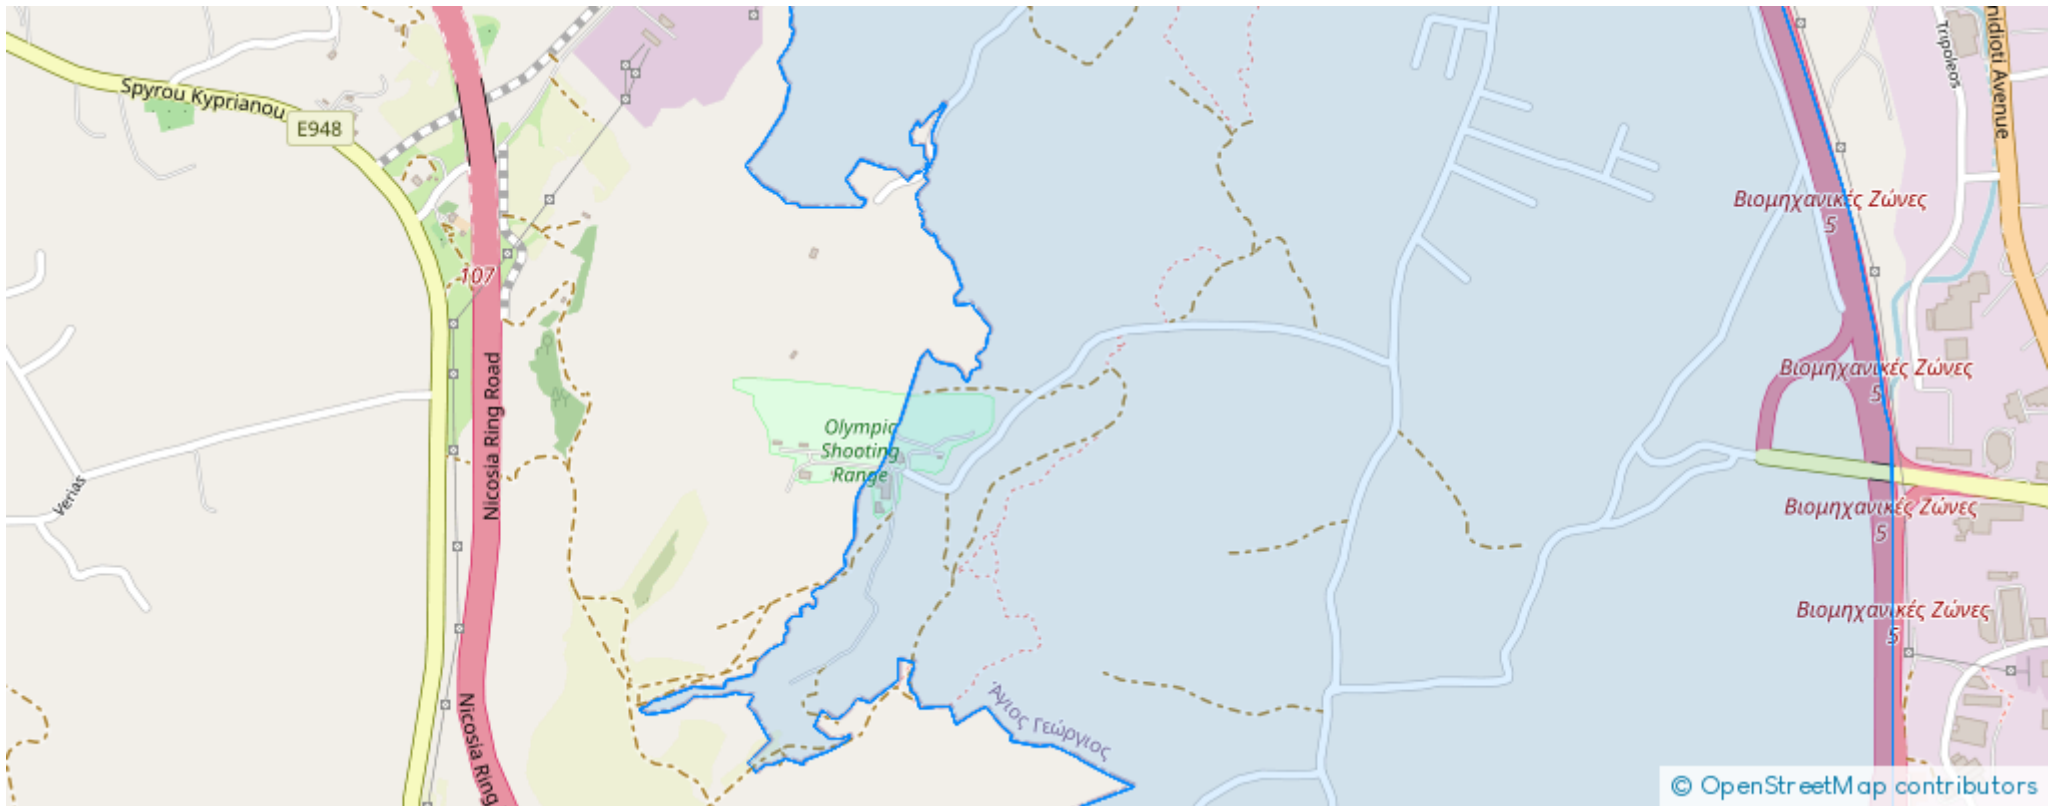 Spyrou Kyprianou
E948
Tripoleos
nidioti Avenue
Βιομηχανικές Ζώνες
5
107
Nicosia Ring Road
Βιομηχανικές Ζώνες
5
Olympic
Shooting
Range
Verias
Βιομηχανικές Ζώνες
5
Βιομηχανικές Ζώνες
5
Nicosia Ring
Άγιος Γεώργιος
© OpenStreetMap contributors